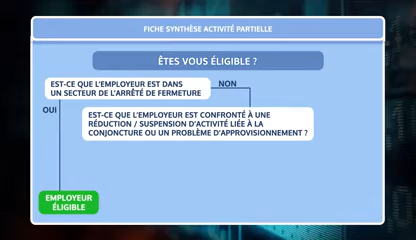 FICHE SYNTHÈSE ACTIVITÉ PARTIELLE
ÊTES VOUS ÉLIGIBLE ?
EST-CE QUE L'EMPLOYEUR EST DANS
UN SECTEUR DE L'ARRÊTÉ DE FERMETURE
NON
OUI
EST-CE QUE L'EMPLOYEUR EST CONFRONTÉ À UNE
RÉDUCTION / SUSPENSION D'ACTIVITÉ LIÉE À LA
CONJONCTURE OU UN PROBLÈME D'APPROVISIONNEMENT ?
EMPLOYEUR
ÉLIGIBLE